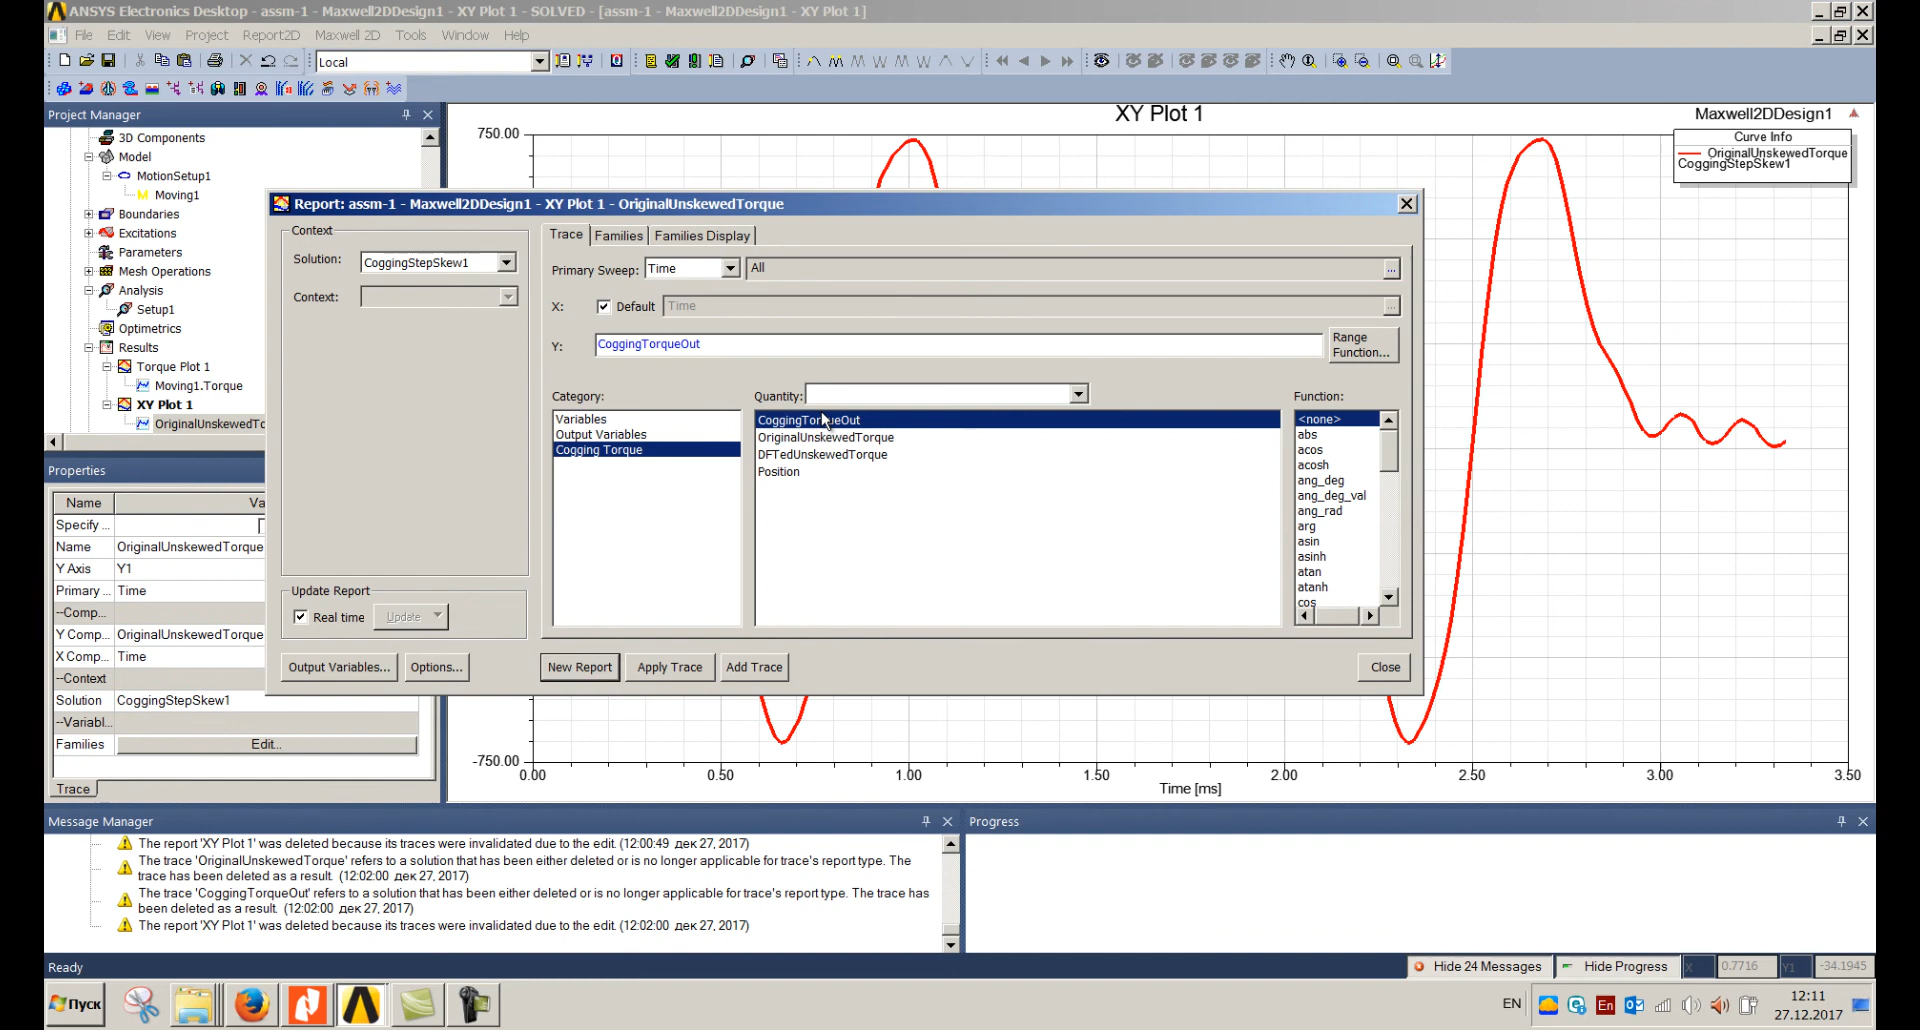 ANSYS Electronics Desktop - assm-1 - Maxwell2DDesign1 - XY Plot 1 - SOLVED - [assm-1 - Maxwell2DDesign1 - XY Plot 1]
File Edit View Project Report2D Maxwell 2D Tools Window Help
Local
Project Manager
3D Components
Model
MotionSetup1
Moving1
Boundaries
Excitations
Parameters
Mesh Operations
Analysis
Setup1
Optimetrics
Results
Torque Plot 1
Moving1.Torque
XY Plot 1
OriginalUnskewedTc
Properties
Name Va
Specify ...
Name OriginalUnskewedTorque
Y Axis Y1
Primary ... Time
--Comp...
Y Comp... OriginalUnskewedTorque
X Comp... Time
--Context
Solution CoggingStepSkew1
--Variabl...
Families Edit...
Trace
XY Plot 1
Maxwell2DDesign1
Curve Info
OriginalUnskewedTorque
CoggingStepSkew1
750.00
-750.00
0.00 0.50 1.00 1.50 2.00 2.50 3.00 3.50
Time [ms]
Report: assm-1 - Maxwell2DDesign1 - XY Plot 1 - OriginalUnskewedTorque
Context
Solution: CoggingStepSkew1
Context:
Update Report
Real time Update
Output Variables... Options...
Trace Families Families Display
Primary Sweep: Time All ...
X: Default Time ...
Y: CoggingTorqueOut Range Function...
Category:
Variables
Output Variables
Cogging Torque
Quantity:
CoggingTorqueOut
OriginalUnskewedTorque
DFTedUnskewedTorque
Position
Function:
<none>
abs
acos
acosh
ang_deg
ang_deg_val
ang_rad
arg
asin
asinh
atan
atanh
cos
New Report Apply Trace Add Trace Close
Message Manager
The report 'XY Plot 1' was deleted because its traces were invalidated due to the edit. (12:00:49 дек 27, 2017)
The trace 'OriginalUnskewedTorque' refers to a solution that has been either deleted or is no longer applicable for trace's report type. The
trace has been deleted as a result. (12:02:00 дек 27, 2017)
The trace 'CoggingTorqueOut' refers to a solution that has been either deleted or is no longer applicable for trace's report type. The trace has
been deleted as a result. (12:02:00 дек 27, 2017)
The report 'XY Plot 1' was deleted because its traces were invalidated due to the edit. (12:02:00 дек 27, 2017)
Progress
Ready
Hide 24 Messages Hide Progress X 0.7716 Y1 -34.1945
Пуск
EN
En
12:11
27.12.2017